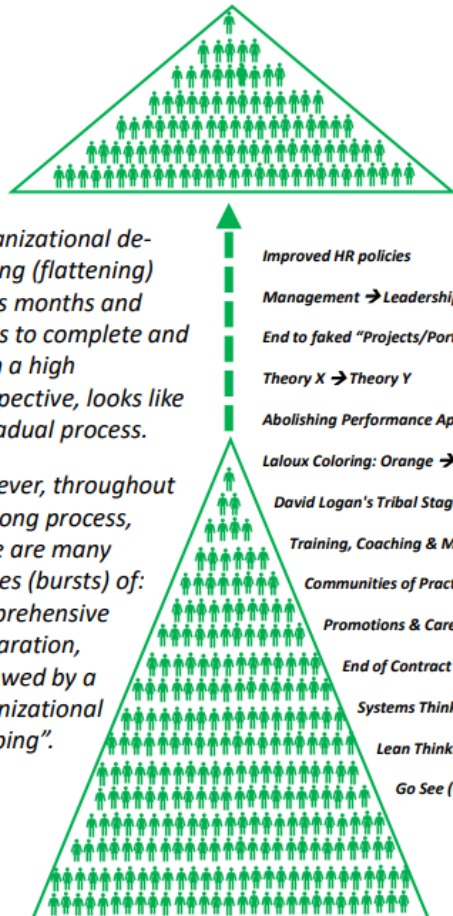 anizational de-
ng (flattening)
s months and
s to complete and
a high
pective, looks like
adual process.
ever, throughout
ong process,
e are many
es (bursts) of:
prehensive
aration,
owed by a
nizational
ping".
Improved HR policies
Management ➔ Leadership
End to faked “Projects/Port
Theory X ➔ Theory Y
Abolishing Performance Ap
Laloux Coloring: Orange ➔
David Logan's Tribal Stag
Training, Coaching & M
Communities of Pract
Promotions & Care
End of Contract
Systems Think
Lean Think
Go See (